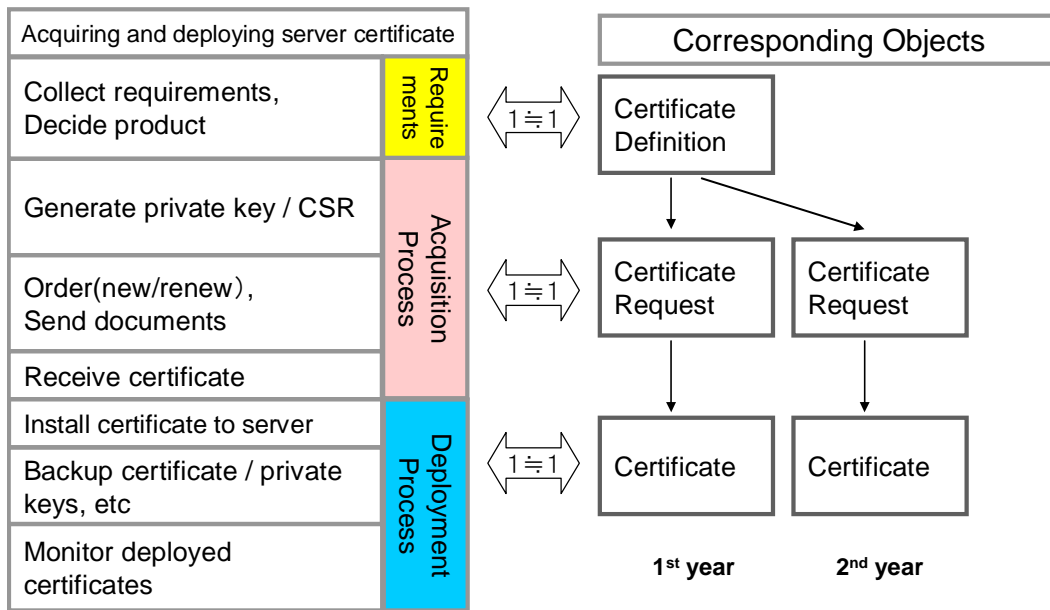 Acquiring and deploying server certificate
Corresponding Objects
Collect requirements,
Decide product
Require
ments
1≒1
Certificate
Definition
Generate private key / CSR
Acquisition
Process
Order(new/renew）,
Send documents
1≒1
Certificate
Request
Certificate
Request
Receive certificate
Install certificate to server
Deployment
Process
Backup certificate / private
keys, etc
1≒1
Certificate
Certificate
Monitor deployed
certificates
1st year
2nd year